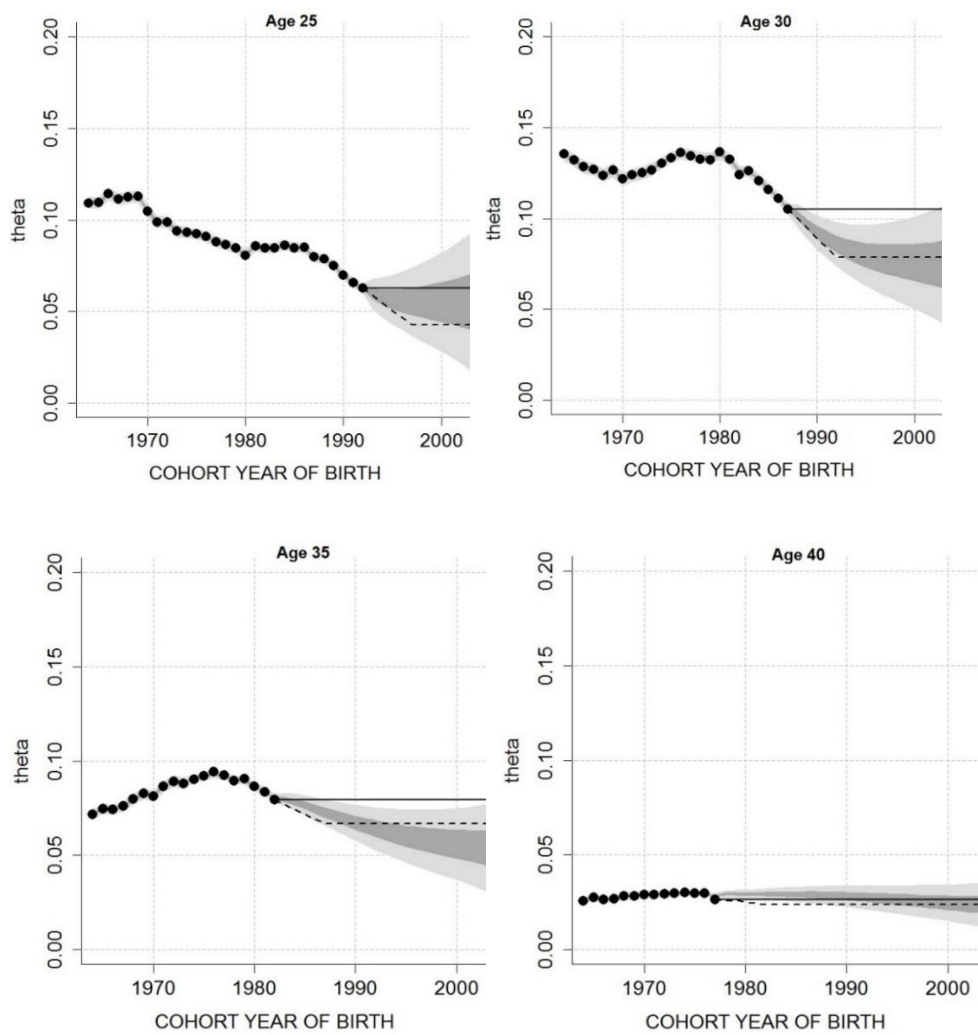 Age 25
theta
0.20
0.15
0.10
0.05
0.00
1970 1980 1990 2000
COHORT YEAR OF BIRTH
Age 30
theta
0.20
0.15
0.10
0.05
0.00
1970 1980 1990 2000
COHORT YEAR OF BIRTH
Age 35
theta
0.20
0.15
0.10
0.05
0.00
1970 1980 1990 2000
COHORT YEAR OF BIRTH
Age 40
theta
0.20
0.15
0.10
0.05
0.00
1970 1980 1990 2000
COHORT YEAR OF BIRTH